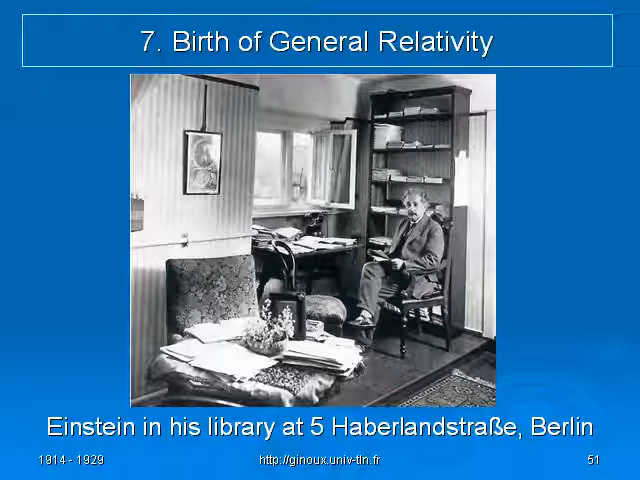 7. Birth of General Relativity
Einstein in his library at 5 Haberlandstraße, Berlin
1914 - 1929
http://ginoux.univ-tln.fr
51